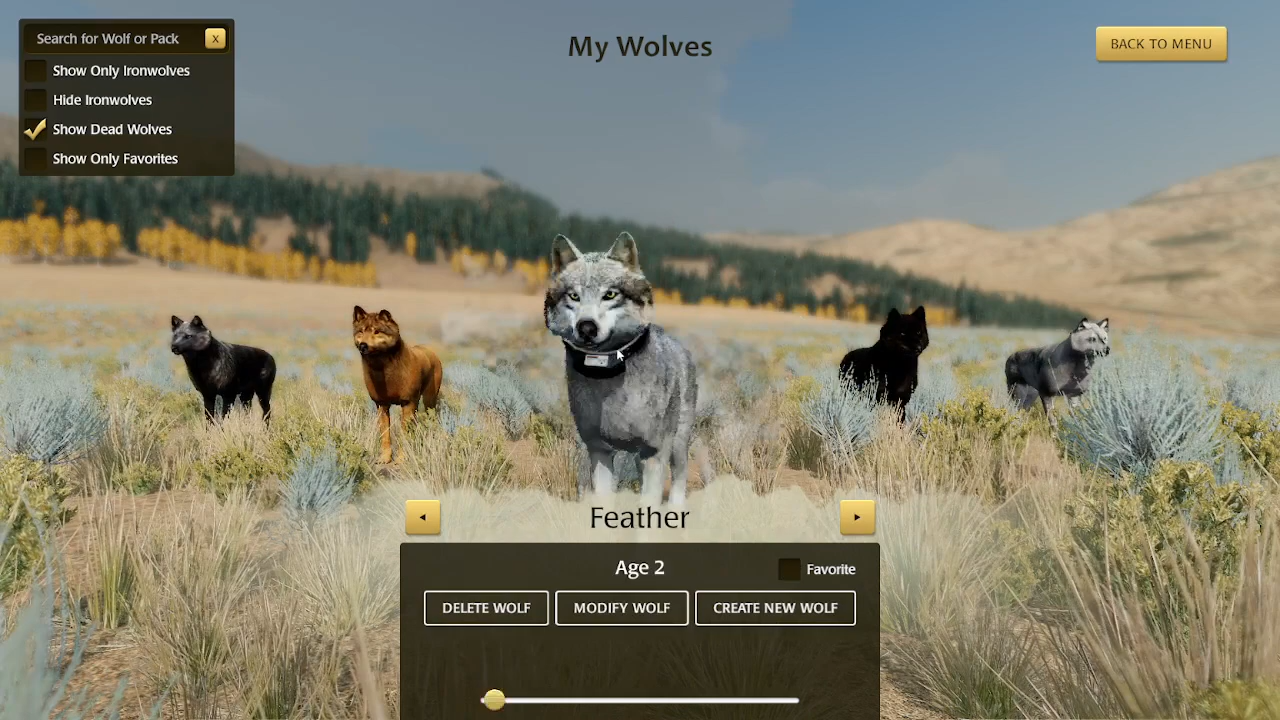 Search for Wolf or Pack
x
Show Only Ironwolves
Hide Ironwolves
Show Dead Wolves
Show Only Favorites
My Wolves
BACK TO MENU
Feather
Age 2
Favorite
DELETE WOLF
MODIFY WOLF
CREATE NEW WOLF